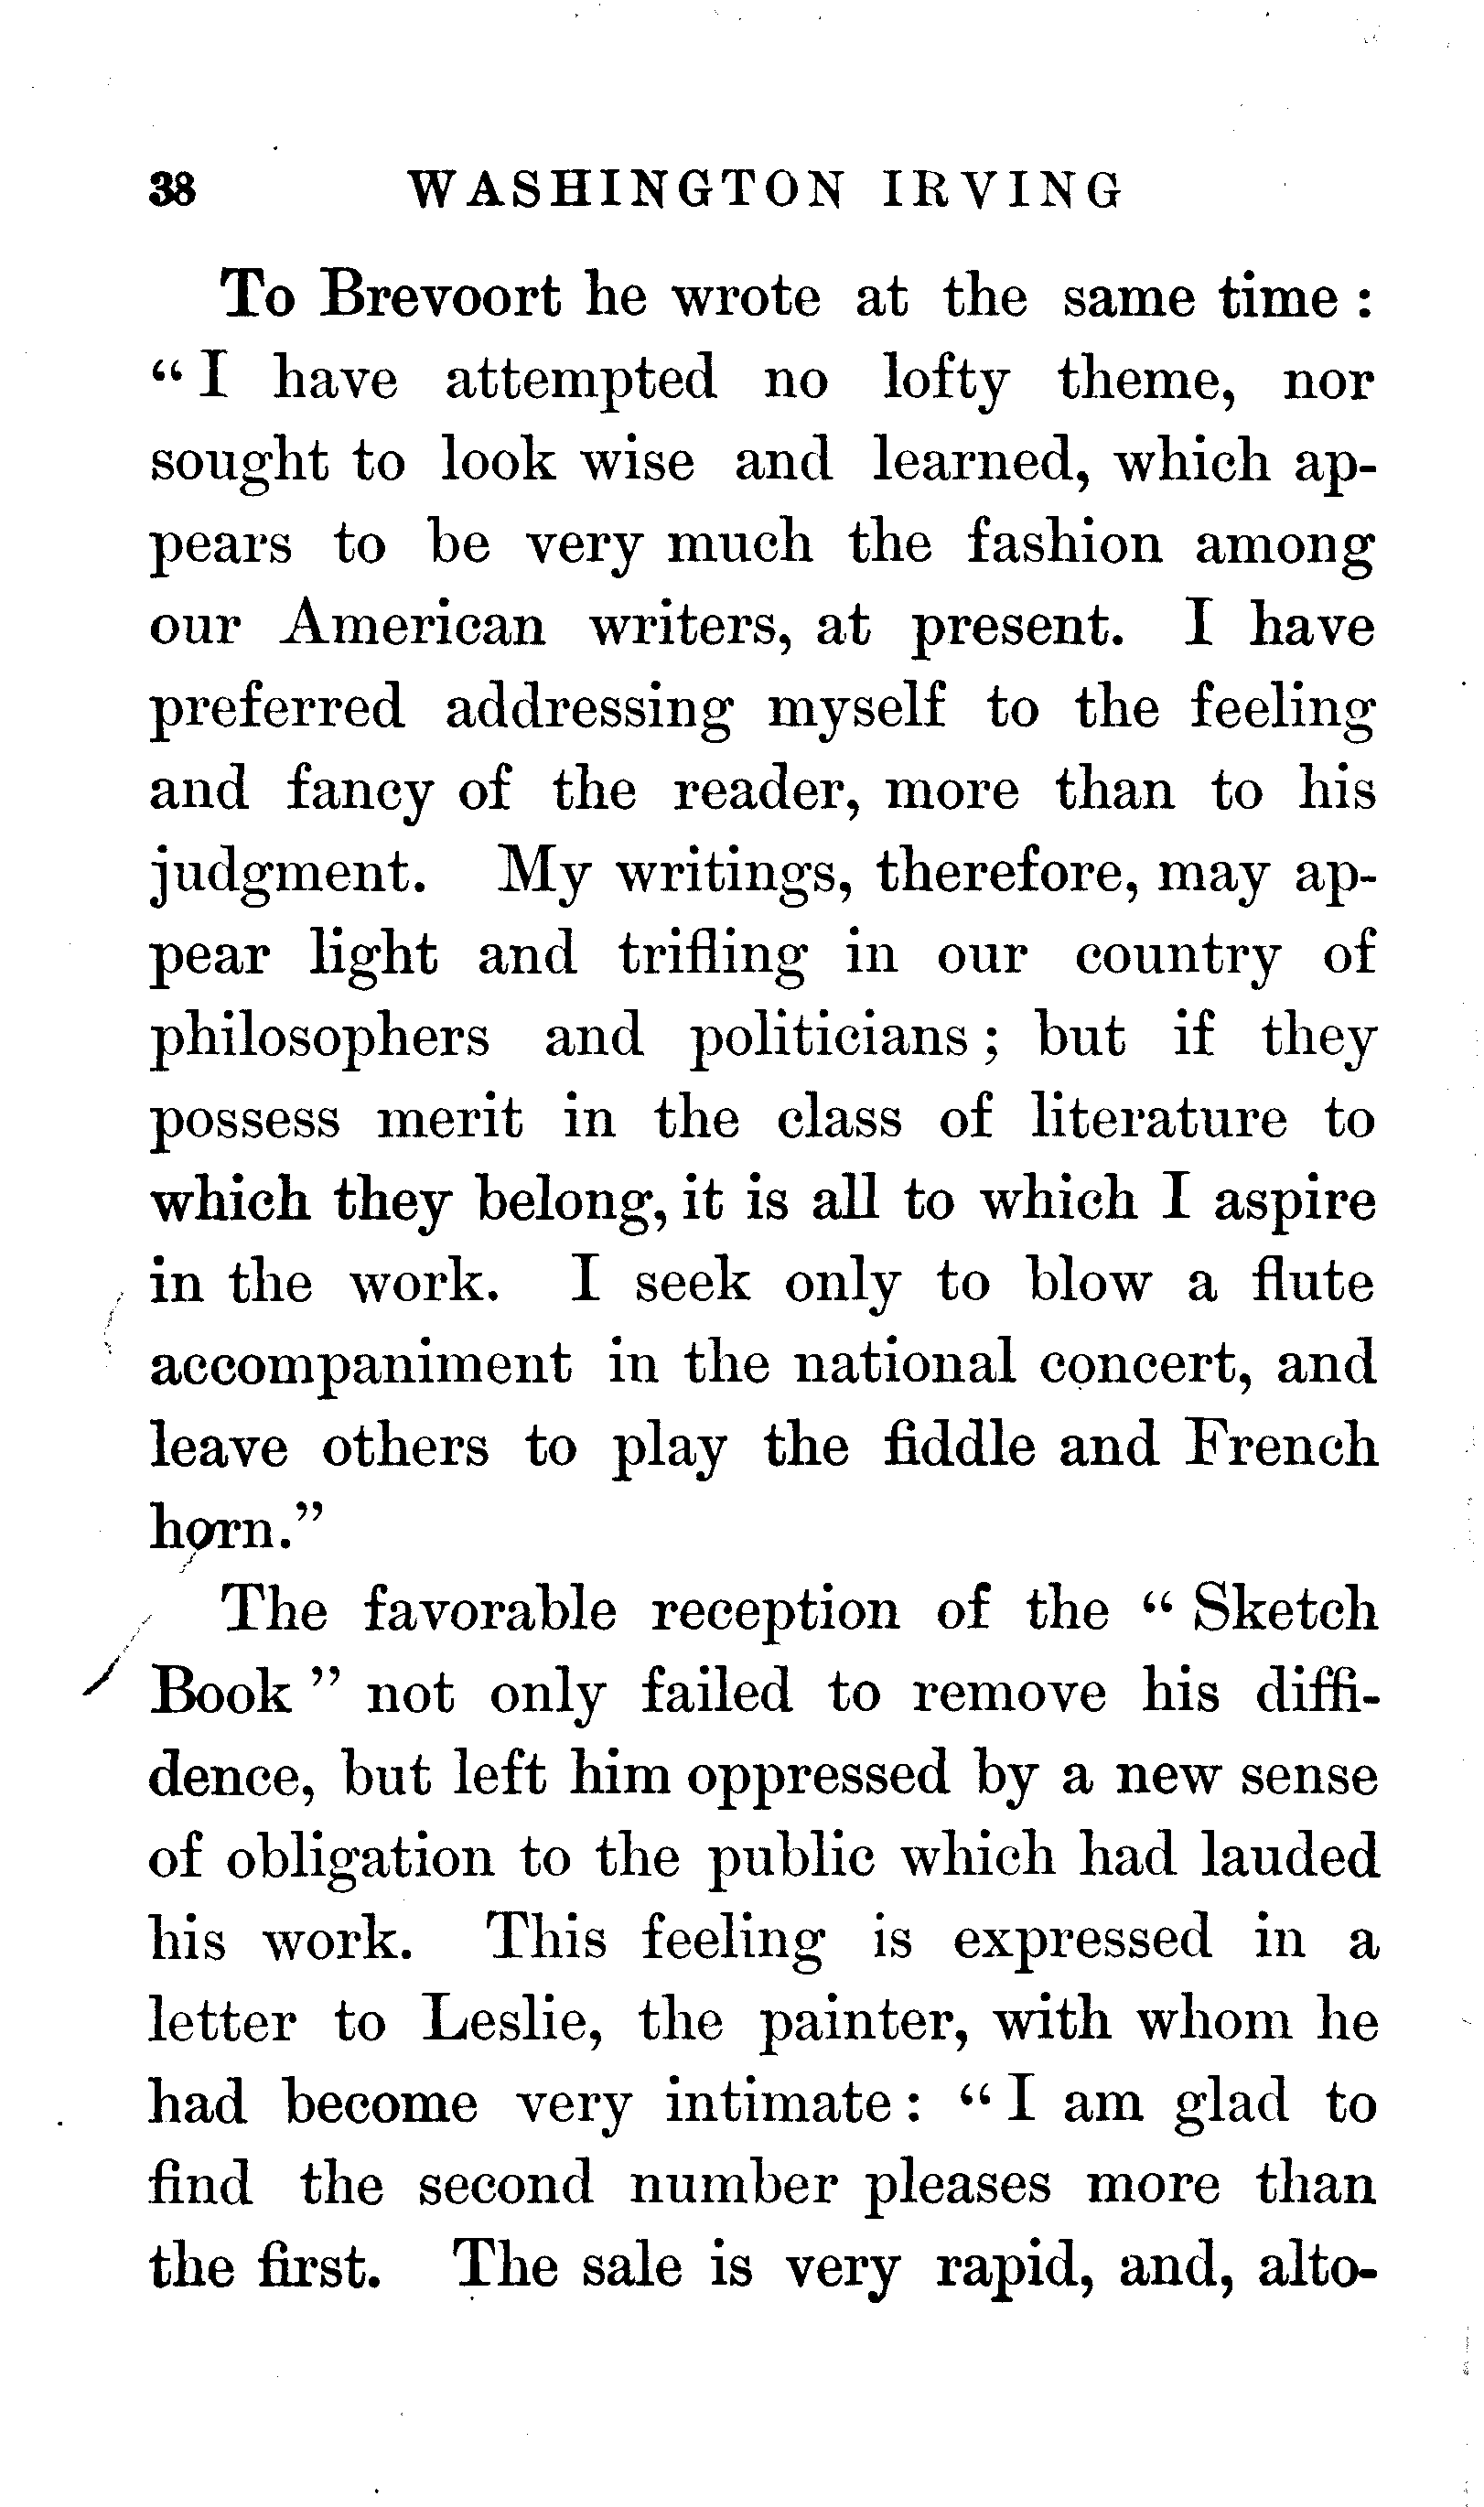 38 WASHINGTON IRVING
To Brevoort he wrote at the same time :
“ I have attempted no lofty theme, nor
sought to look wise and learned, which ap-
pears to be very much the fashion among
our American writers, at present. I have
preferred addressing myself to the feeling
and fancy of the reader, more than to his
judgment. My writings, therefore, may ap-
pear light and trifling in our country of
philosophers and politicians ; but if they
possess merit in the class of literature to
which they belong, it is all to which I aspire
in the work. I seek only to blow a flute
accompaniment in the national concert, and
leave others to play the fiddle and French
horn.”
The favorable reception of the “ Sketch
Book ” not only failed to remove his diffi-
dence, but left him oppressed by a new sense
of obligation to the public which had lauded
his work. This feeling is expressed in a
letter to Leslie, the painter, with whom he
had become very intimate : “ I am glad to
find the second number pleases more than
the first. The sale is very rapid, and, alto-